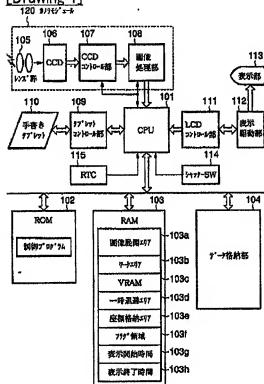 [Drawing 1]
120 カメラモジュール
105
レンズ群
106
CCD
107
CCD
コントロール部
108
画像
処理部
113
表示部
110
手書き
タブレット
109
タブレット
コントロール部
101
CPU
111
LCD
コントロール部
112
表示
駆動部
115
RTC
114
シャッターSW
102
ROM
制御プログラム
103
RAM
103a
画像展開エリア
103b
ワークエリア
103c
VRAM
103d
一時退避エリア
103e
座標格納エリア
103f
フラグ領域
103g
表示開始時間
103h
表示終了時間
104
データ格納部